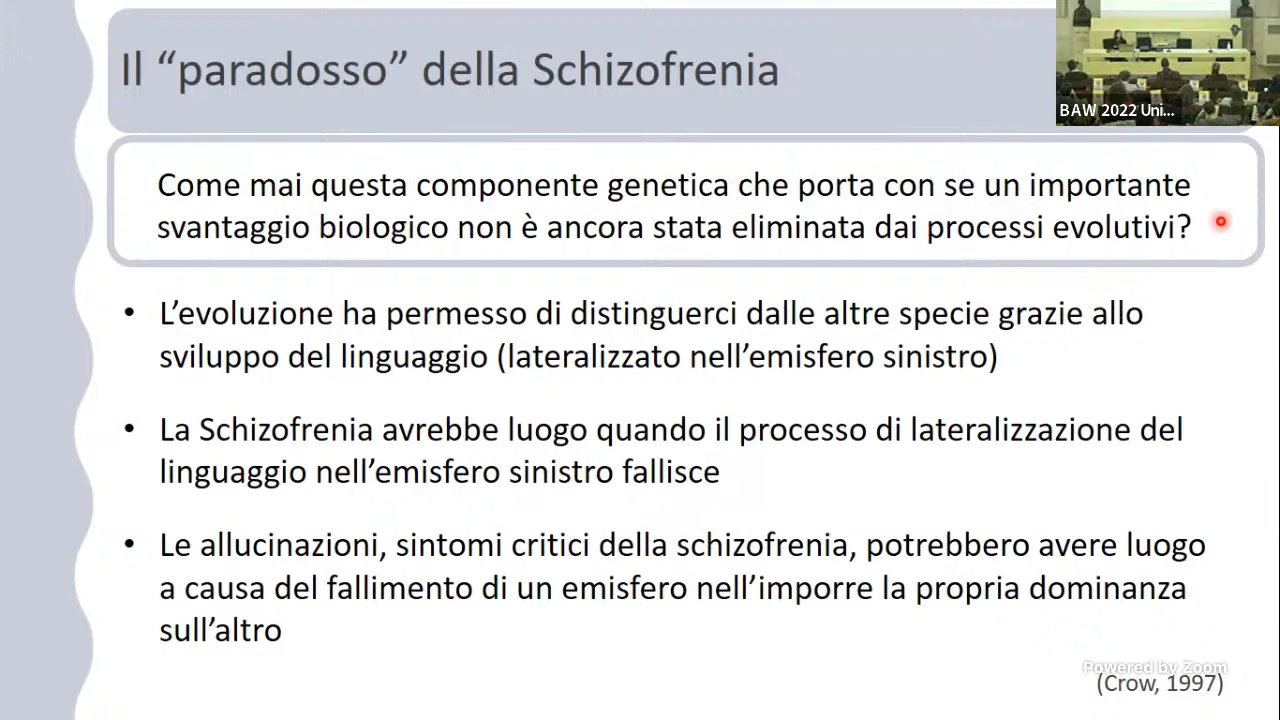 Il “paradosso” della Schizofrenia
BAW 2022 Uni...
Come mai questa componente genetica che porta con se un importante
svantaggio biologico non è ancora stata eliminata dai processi evolutivi?
• L’evoluzione ha permesso di distinguerci dalle altre specie grazie allo
sviluppo del linguaggio (lateralizzato nell’emisfero sinistro)
• La Schizofrenia avrebbe luogo quando il processo di lateralizzazione del
linguaggio nell’emisfero sinistro fallisce
• Le allucinazioni, sintomi critici della schizofrenia, potrebbero avere luogo
a causa del fallimento di un emisfero nell’imporre la propria dominanza
sull’altro
Powered by Zoom
(Crow, 1997)